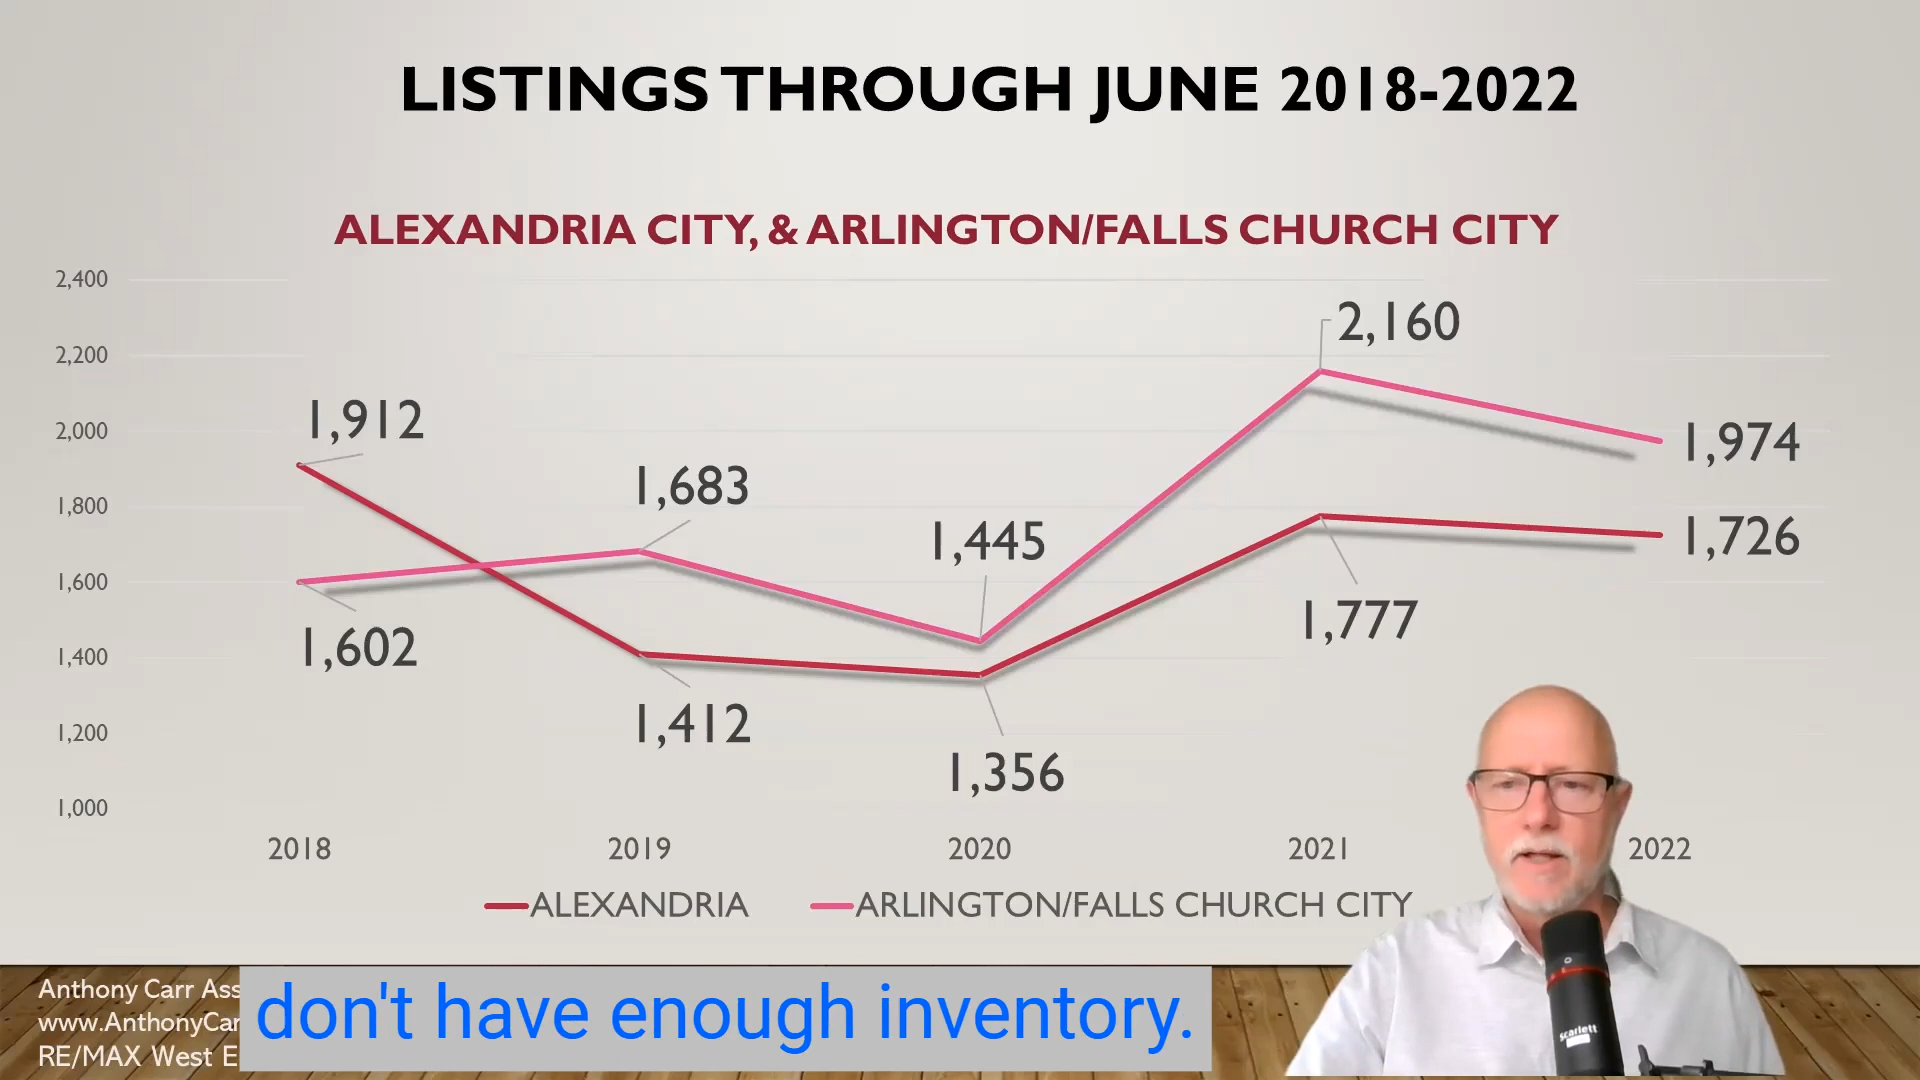 LISTINGS THROUGH JUNE 2018-2022
ALEXANDRIA CITY, & ARLINGTON/FALLS CHURCH CITY
2,400
2,200
2,000
1,800
1,600
1,400
1,200
1,000
1,912
1,602
1,683
1,412
1,445
1,356
2,160
1,777
1,974
1,726
2018 2019 2020 2021 2022
ALEXANDRIA ARLINGTON/FALLS CHURCH CITY
Anthony Carr
www.AnthonyCar
RE/MAX West
don't have enough inventory.
scarlett